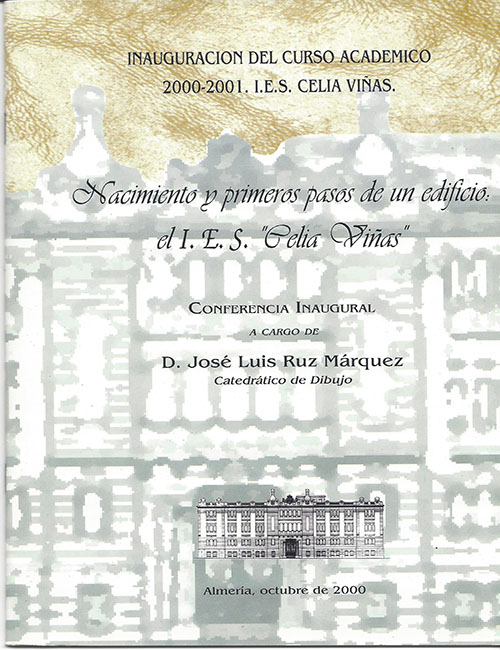 INAUGURACION DEL CURSO ACADEMICO
2000-2001. I.E.S. CELIA VIÑAS.
Nacimiento y primeros pasos de un edificio:
el I. E. S. "Celia Viñas"
CONFERENCIA INAUGURAL
A CARGO DE
D. José Luis Ruz Márquez
Catedrático de Dibujo
Almería, octubre de 2000